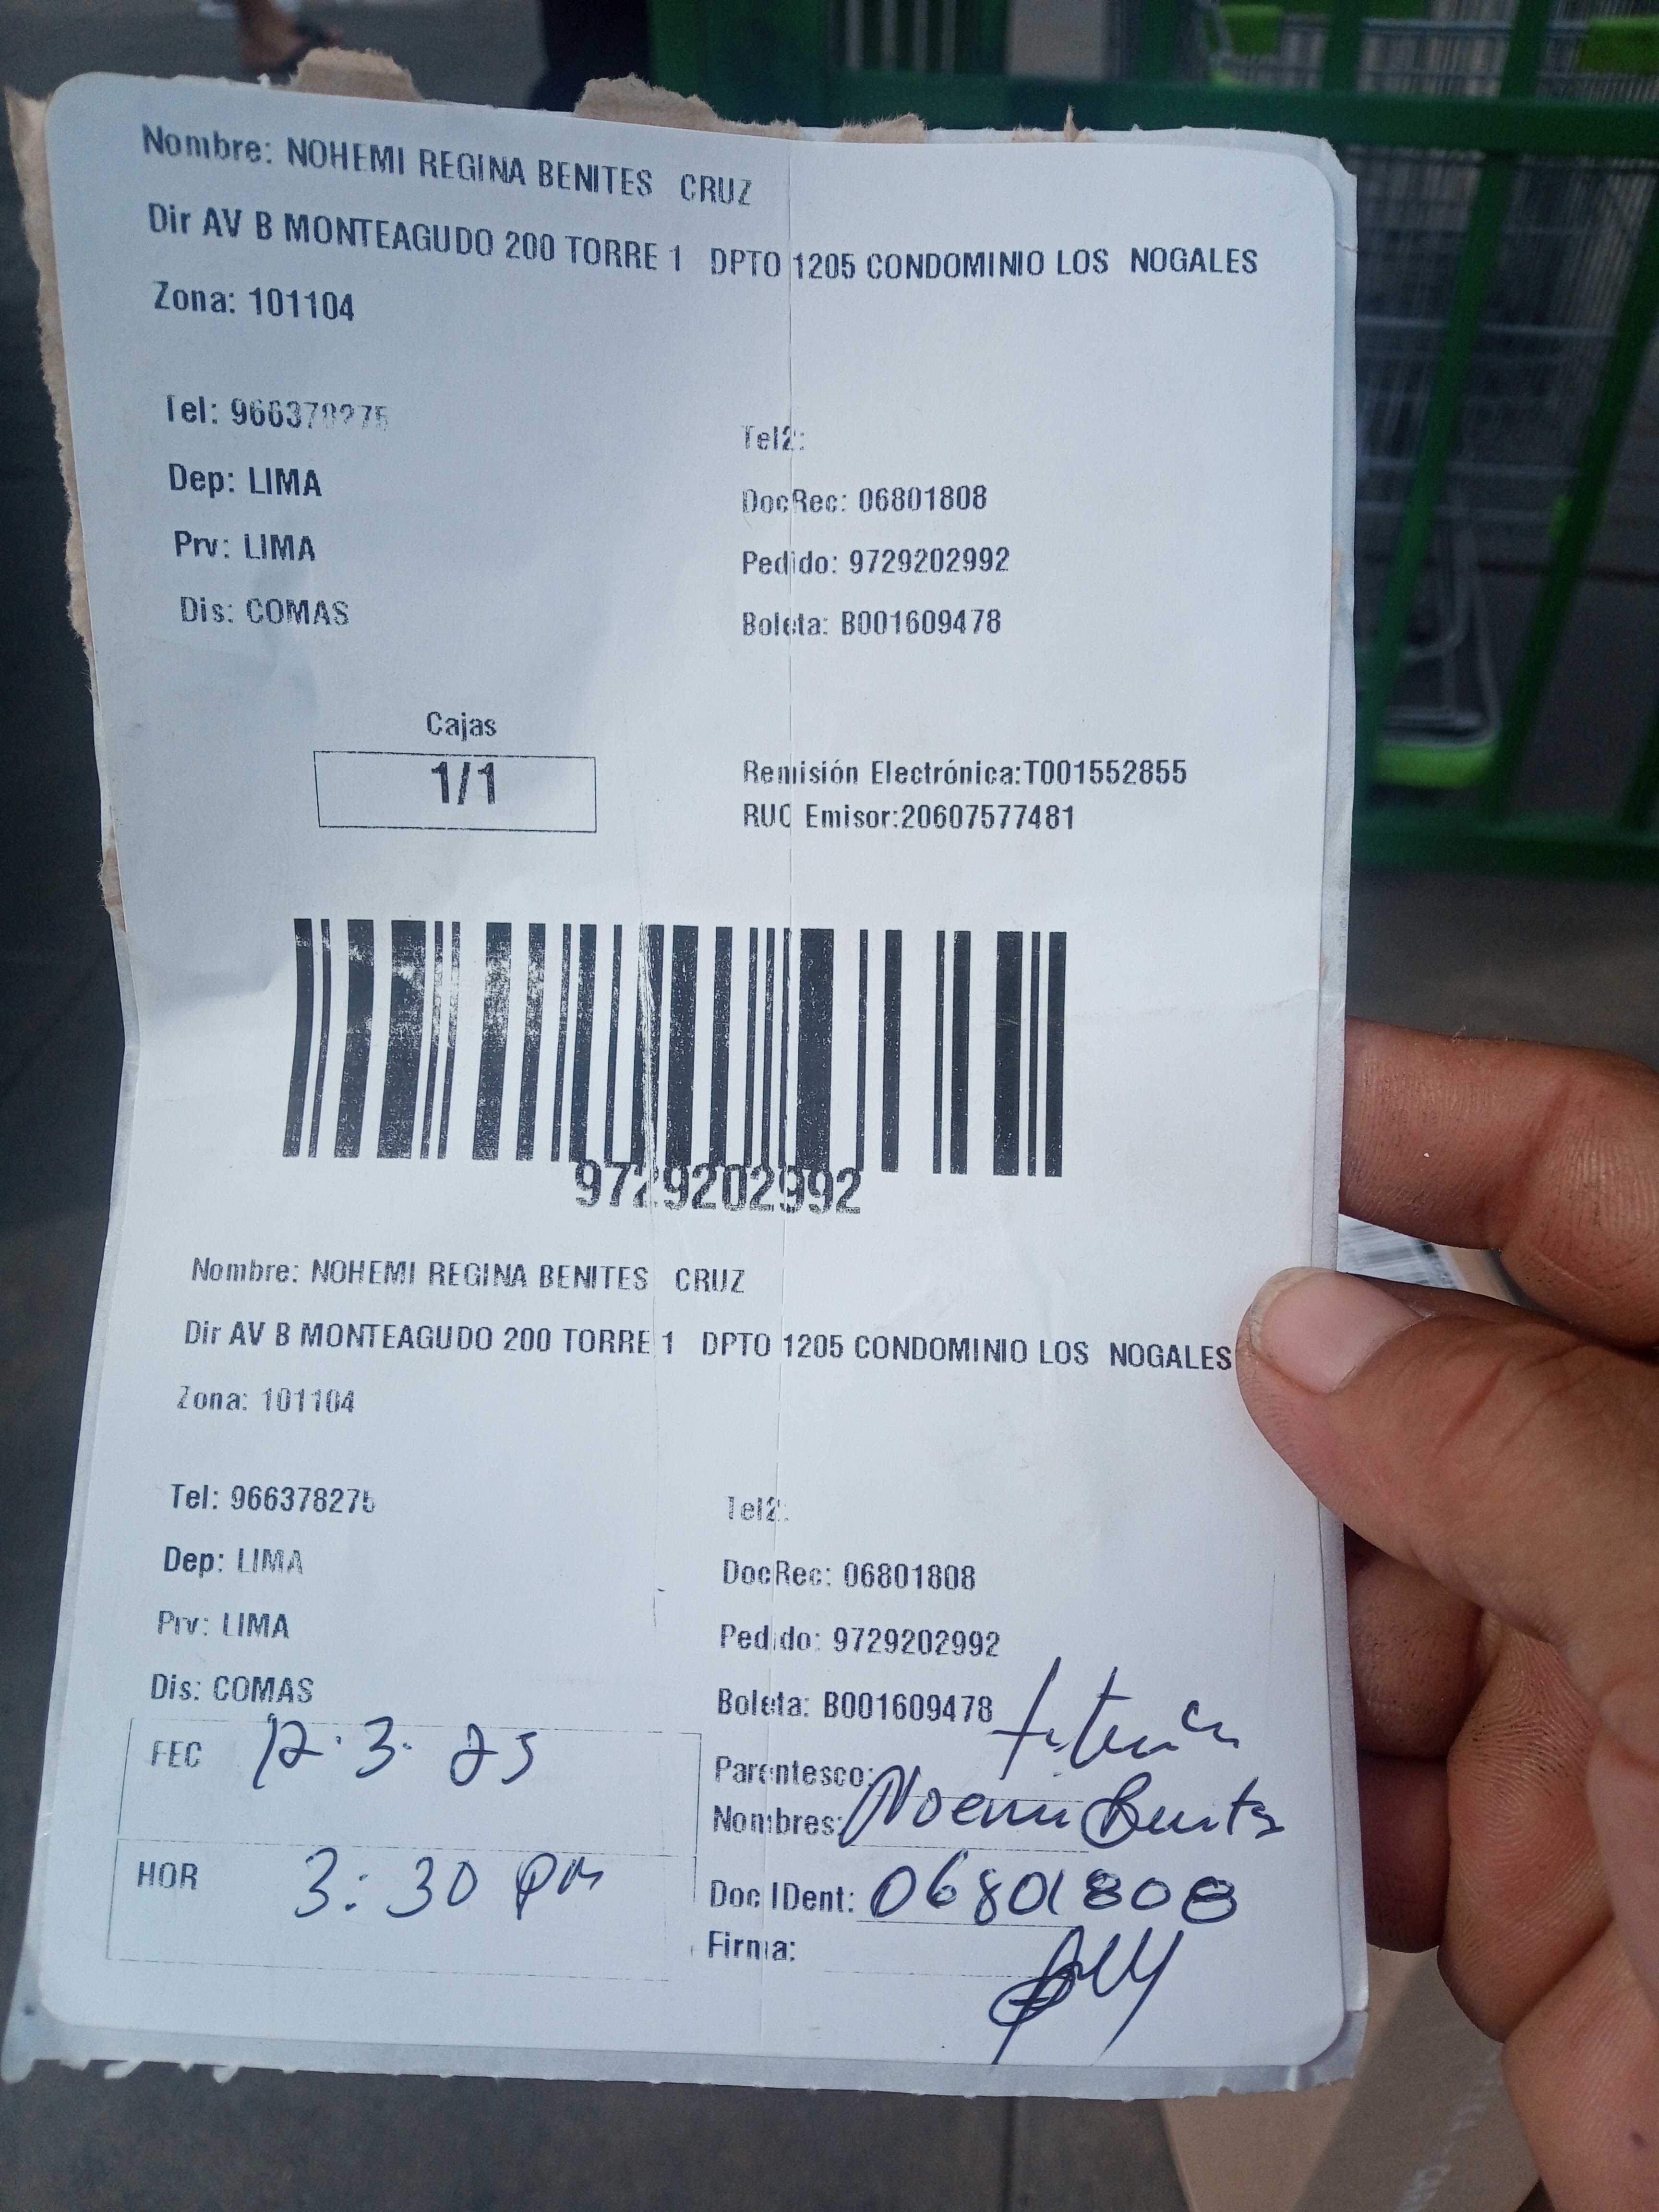 Nombre: NOHEMI REGINA BENITES CRUZ
Dir AV B MONTEAGUDO 200 TORRE 1 DPTO 1205 CONDOMINIO LOS NOGALES
Zona: 101104
Tel: 966378275
Tel2:
Dep: LIMA
DocRec: 06801808
Prv: LIMA
Pedido: 9729202992
Dis: COMAS
Boleta: B001609478
Cajas
1/1
Remisión Electrónica:T001552855
RUC Emisor:20607577481
9729202992
Nombre: NOHEMI REGINA BENITES CRUZ
Dir AV B MONTEAGUDO 200 TORRE 1 DPTO 1205 CONDOMINIO LOS NOGALES
Zona: 101104
Tel: 966378275
Tel2:
Dep: LIMA
DocRec: 06801808
Prv: LIMA
Pedido: 9729202992
Dis: COMAS
Boleta: B001609478
FEC 12.3.25
Parentesco:
Nombres: Noemi Benites
HOR 3:30 PM
Doc IDent: 06801808
Firma: